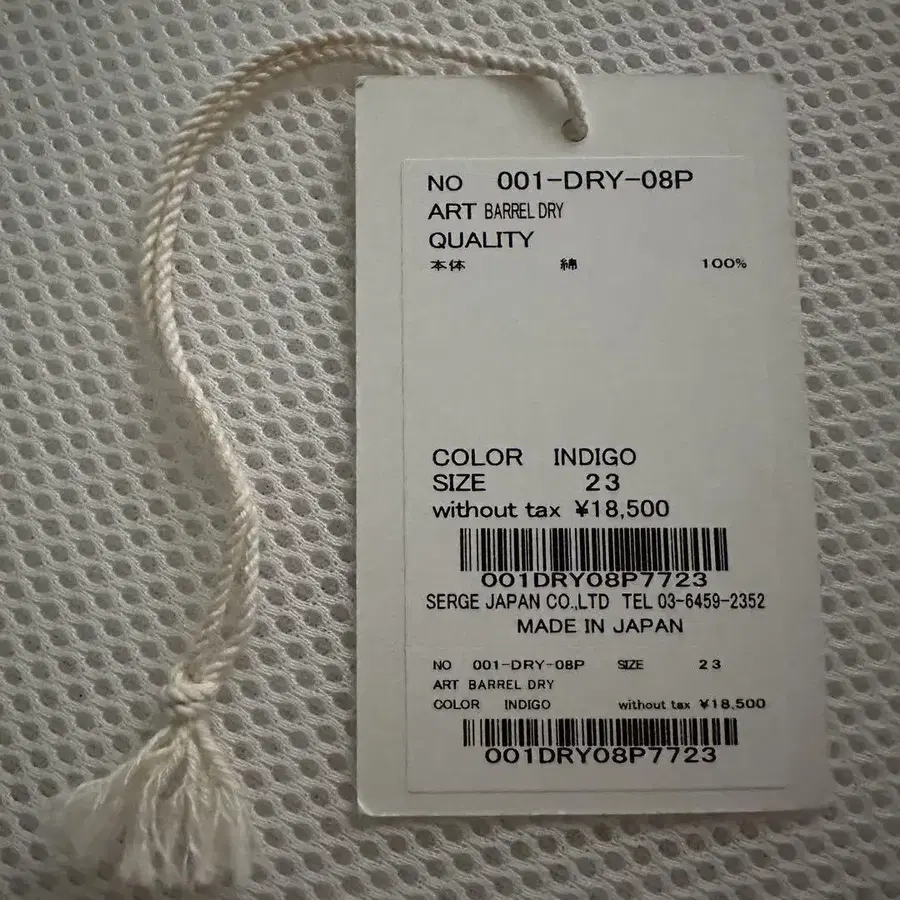 NO 001-DRY-08P
ART BARREL DRY
QUALITY
本体 綿 100%
COLOR INDIGO
SIZE 23
without tax ¥18,500
001DRY08P7723
SERGE JAPAN CO.,LTD TEL 03-6459-2352
MADE IN JAPAN
NO 001-DRY-08P SIZE 23
ART BARREL DRY
COLOR INDIGO without tax ¥18,500
001DRY08P7723